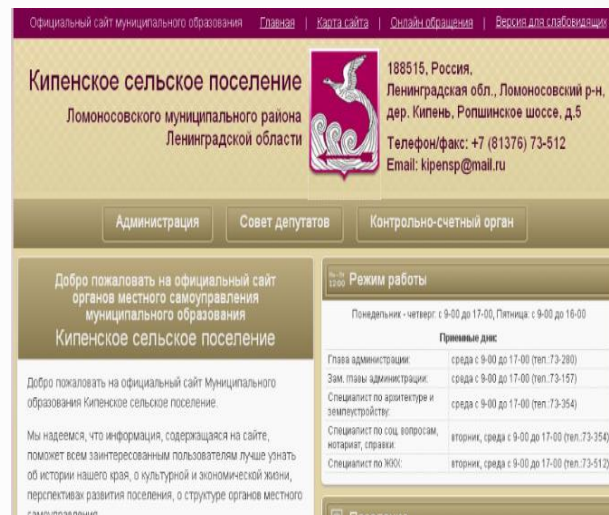 Официальный сайт муниципального образования Главная | Карта сайта | Онлайн обращения | Версия для слабовидящих
Кипенское сельское поселение
Ломоносовского муниципального района
Ленинградской области
188515, Россия,
Ленинградская обл., Ломоносовский р-н,
дер. Кипень, Ропшинское шоссе, д.5
Телефон/факс: +7 (81376) 73-512
Email: kipensp@mail.ru
Администрация Совет депутатов Контрольно-счетный орган
Добро пожаловать на официальный сайт
органов местного самоуправления
муниципального образования
Кипенское сельское поселение
Добро пожаловать на официальный сайт Муниципального
образования Кипенское сельское поселение.
Мы надеемся, что информация, содержащаяся на сайте,
поможет всем заинтересованным пользователям лучше узнать
об истории нашего края, о культурной и экономической жизни,
перспективах развития поселения, о структуре органов местного
самоуправления
Режим работы
Понедельник - четверг: с 9-00 до 17-00, Пятница: с 9-00 до 16-00
Приемные дни:
Глава администрации: среда с 9-00 до 17-00 (тел.:73-280)
Зам. главы администрации: среда с 9-00 до 17-00 (тел.:73-157)
Специалист по архитектуре и
землеустройству: среда с 9-00 до 17-00 (тел.:73-354)
Специалист по соц. вопросам,
нотариат, справки: вторник, среда с 9-00 до 17-00 (тел.:73-354)
Специалист по ЖКХ: вторник, среда с 9-00 до 17-00 (тел.:73-512)